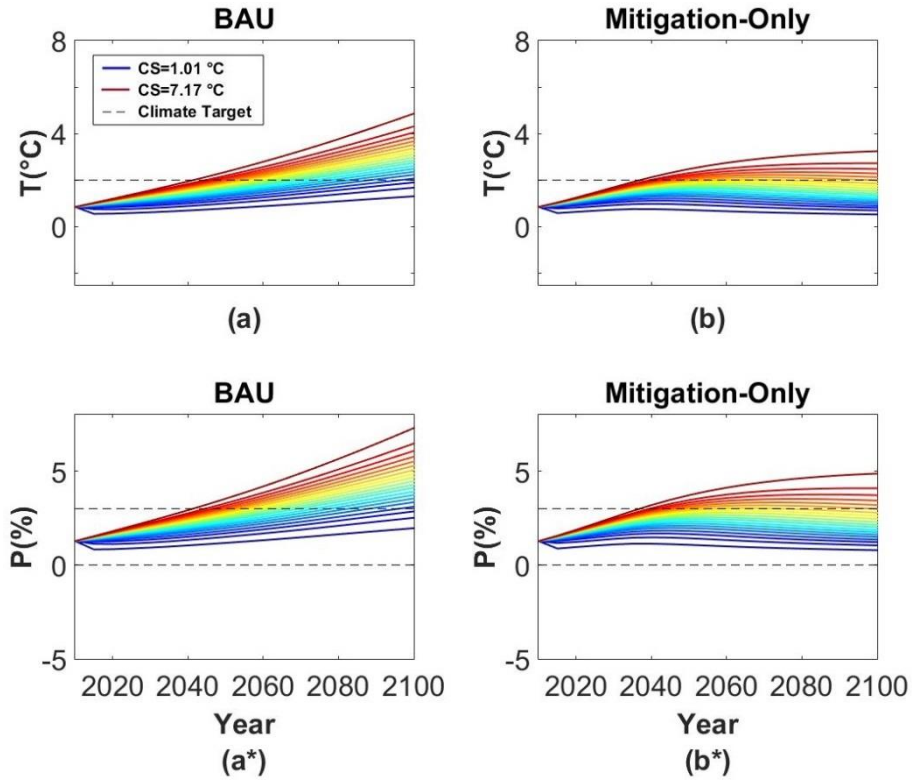 BAU
Mitigation-Only
8
4
0
T(°C)
CS=1.01 °C
CS=7.17 °C
Climate Target
8
4
0
T(°C)
(a)
(b)
BAU
Mitigation-Only
5
0
-5
P(%)
5
0
-5
P(%)
2020 2040 2060 2080 2100
2020 2040 2060 2080 2100
Year
Year
(a*)
(b*)